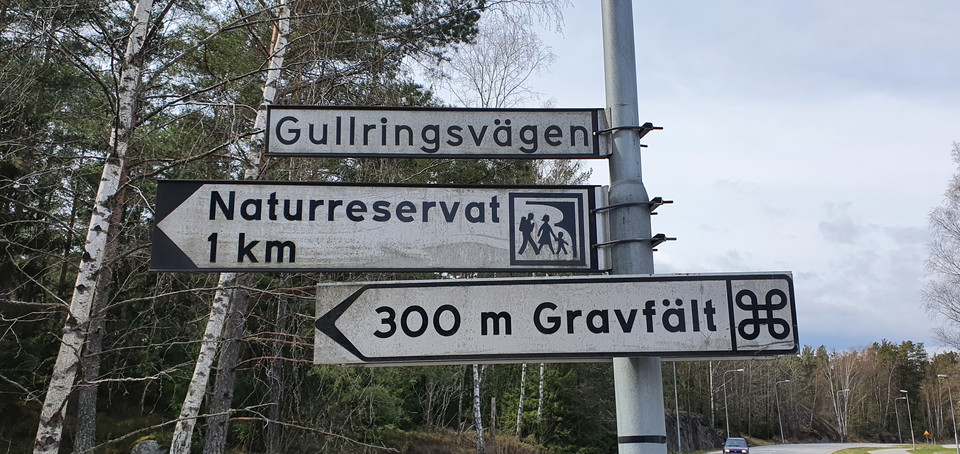 Gullringsvägen
Naturreservat
1 km
300 m Gravfält